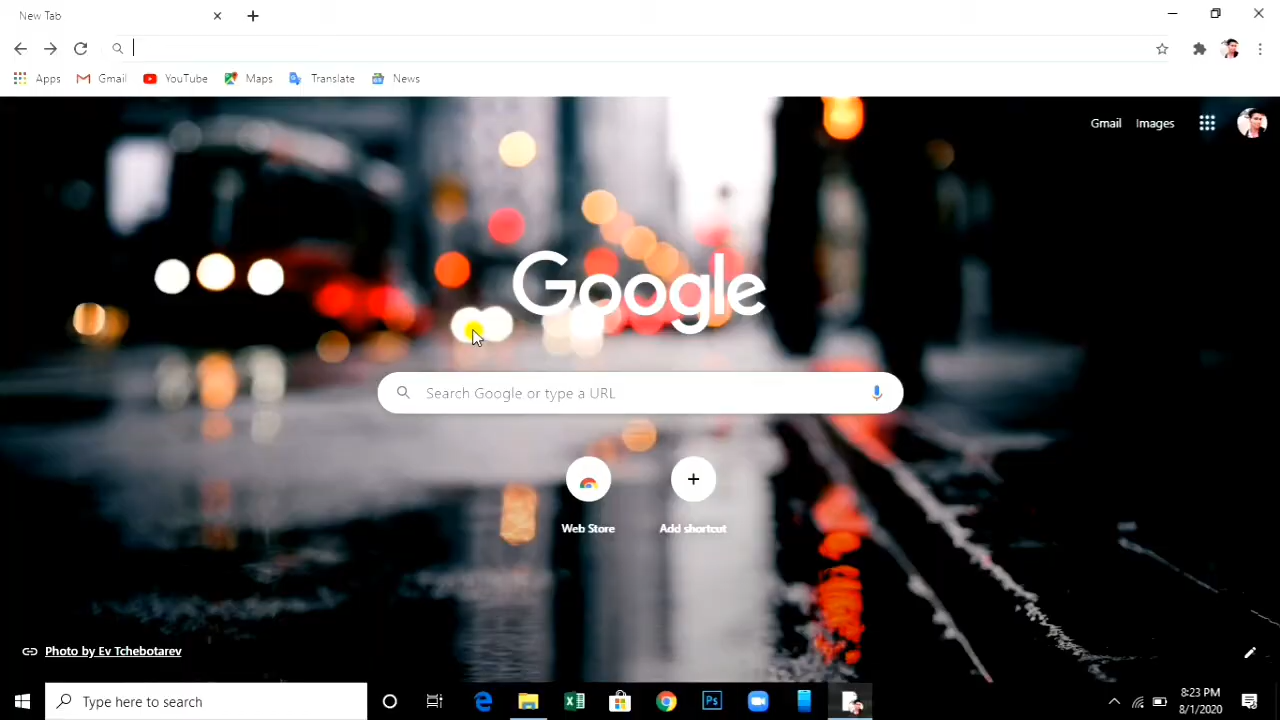 New Tab
Apps
Gmail
YouTube
Maps
Translate
News
Gmail
Images
Google
Search Google or type a URL
Web Store
Add shortcut
Photo by Ev Tchebotarev
Type here to search
Ps
8:23 PM
8/1/2020